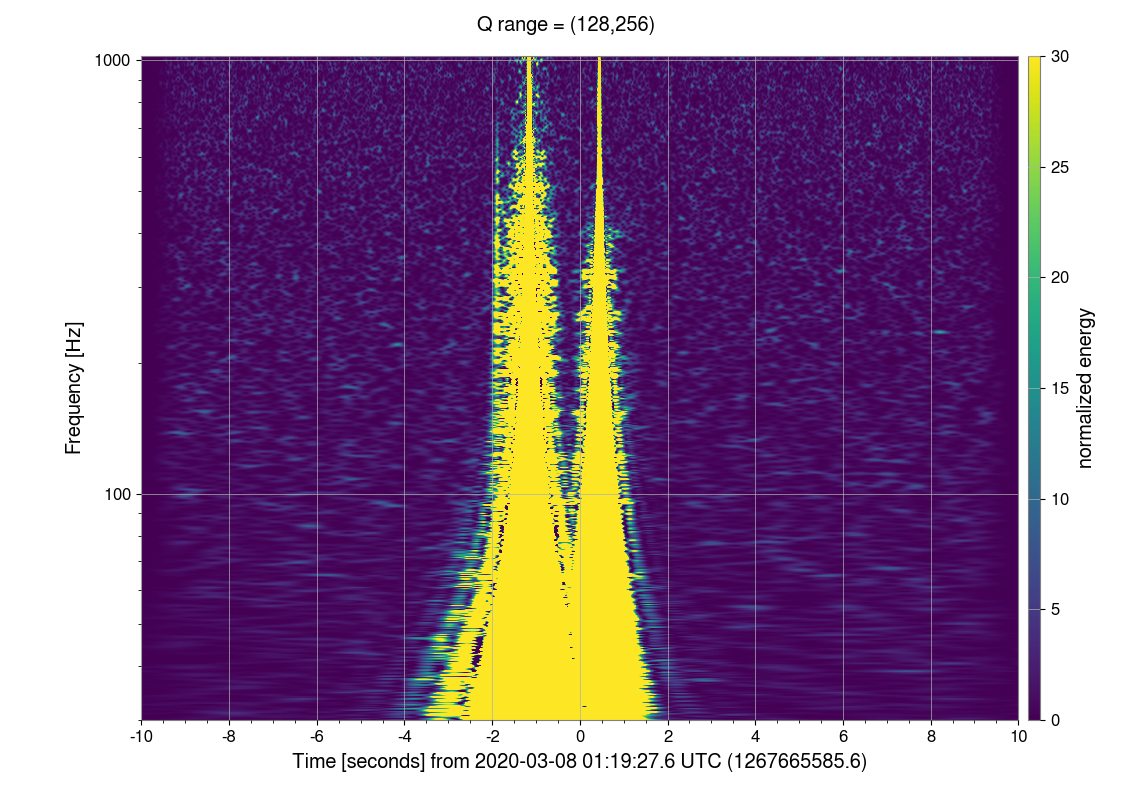 Q range = (128,256)
1000
100
Frequency [Hz]
-10 -8 -6 -4 -2 0 2 4 6 8 10
Time [seconds] from 2020-03-08 01:19:27.6 UTC (1267665585.6)
30
25
20
15
10
5
0
normalized energy